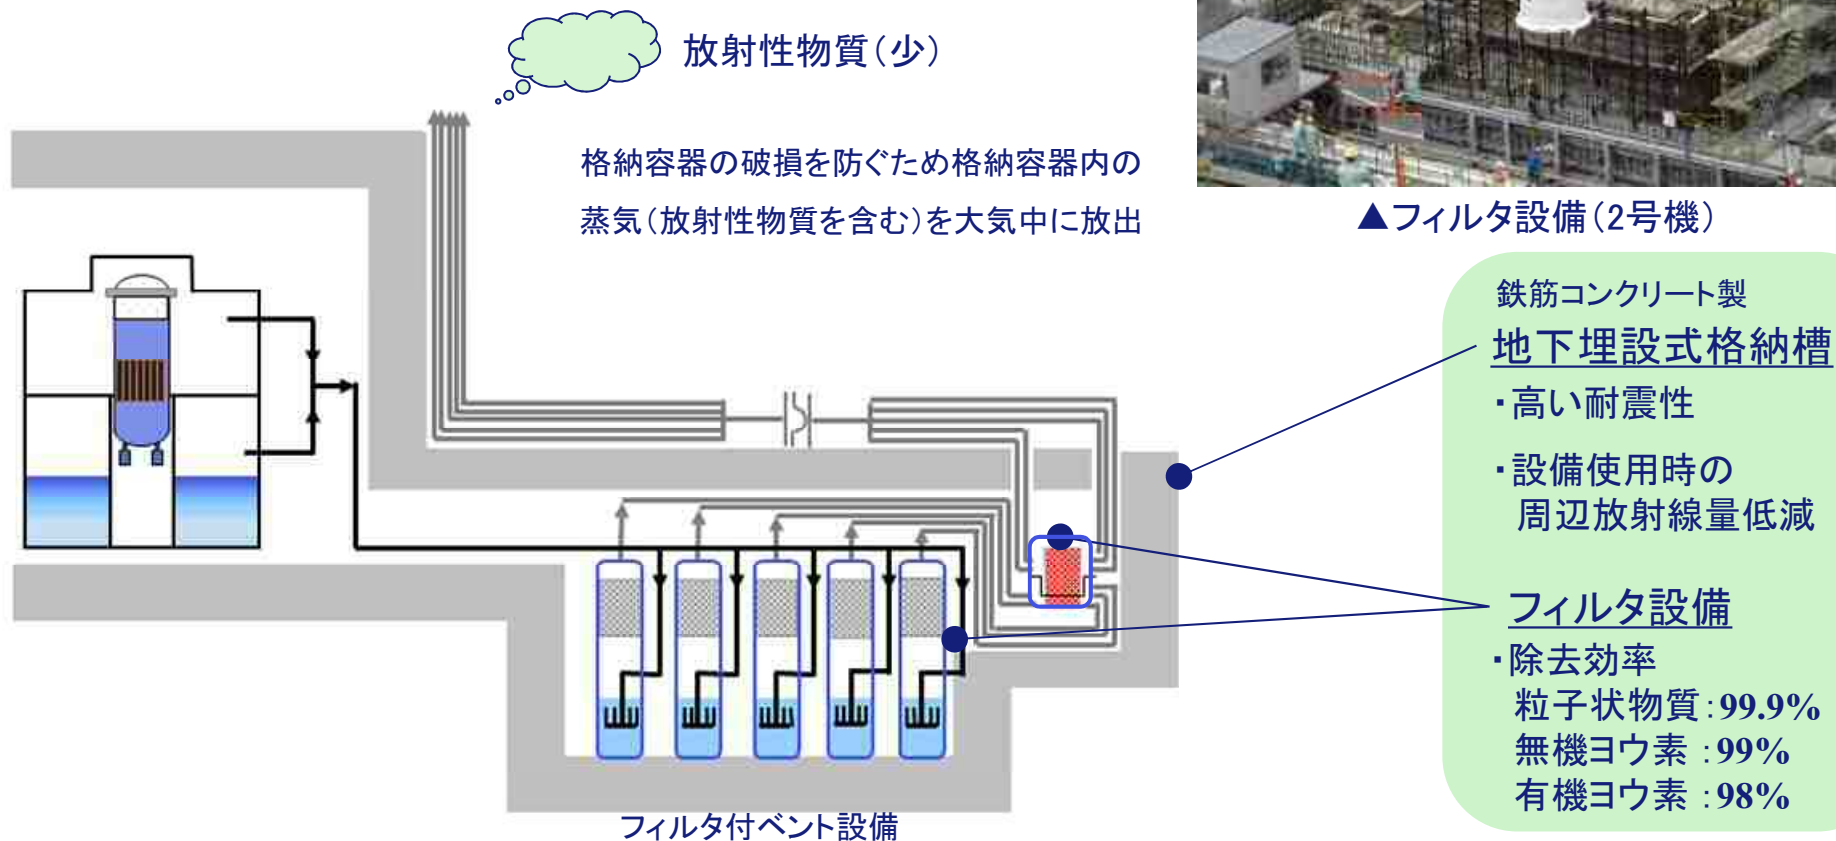 放射性物質(少)
格納容器の破損を防ぐため格納容器内の
蒸気(放射性物質を含む)を大気中に放出
▲フィルタ設備(2号機)
鉄筋コンクリート製
地下埋設式格納槽
・高い耐震性
・設備使用時の
周辺放射線量低減
フィルタ設備
・除去効率
粒子状物質:99.9%
無機ヨウ素 :99%
有機ヨウ素 :98%
フィルタ付ベント設備